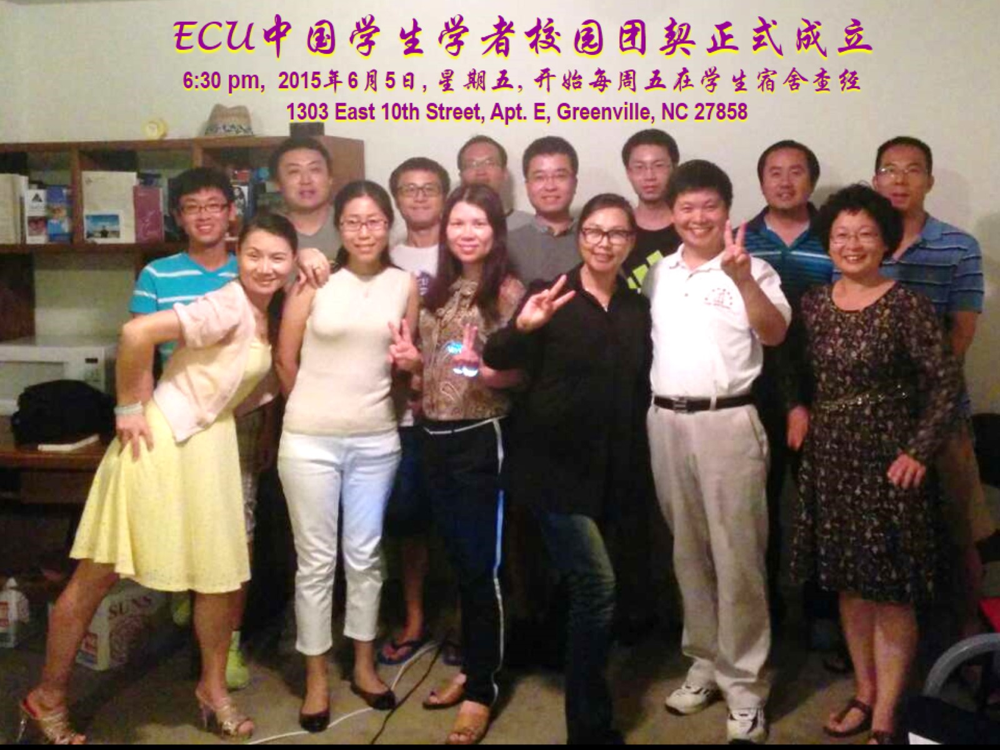 ECU中国学生学者校园团契正式成立
6:30 pm, 2015年6月5日, 星期五, 开始每周五在学生宿舍查经
1303 East 10th Street, Apt. E, Greenville, NC 27858
SUNS